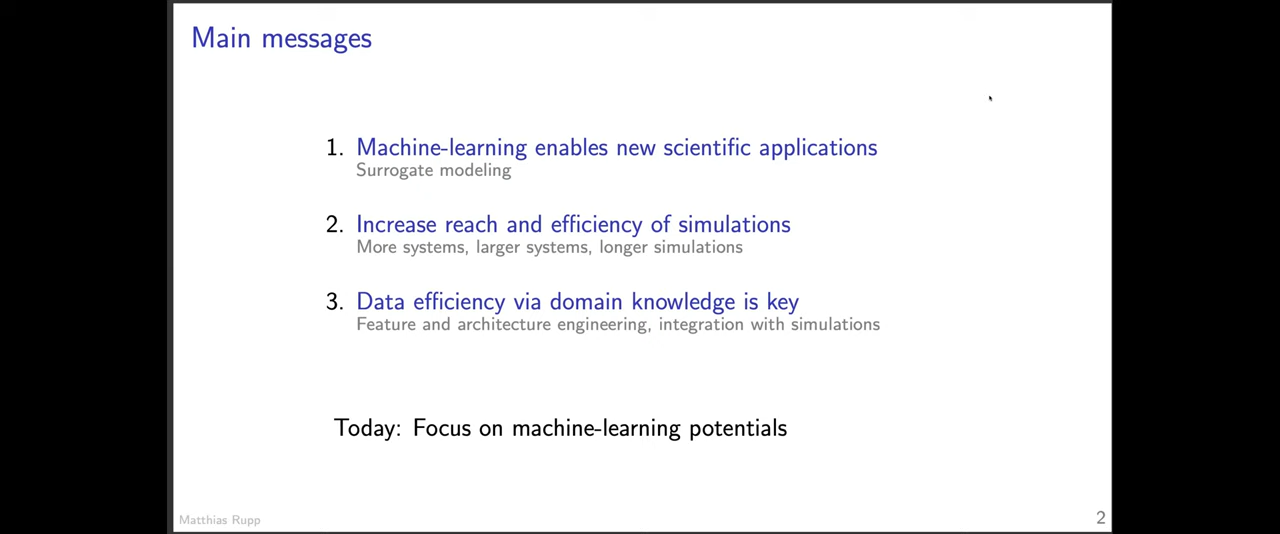 Main messages
1. Machine-learning enables new scientific applications
Surrogate modeling
2. Increase reach and efficiency of simulations
More systems, larger systems, longer simulations
3. Data efficiency via domain knowledge is key
Feature and architecture engineering, integration with simulations
Today: Focus on machine-learning potentials
Matthias Rupp
2